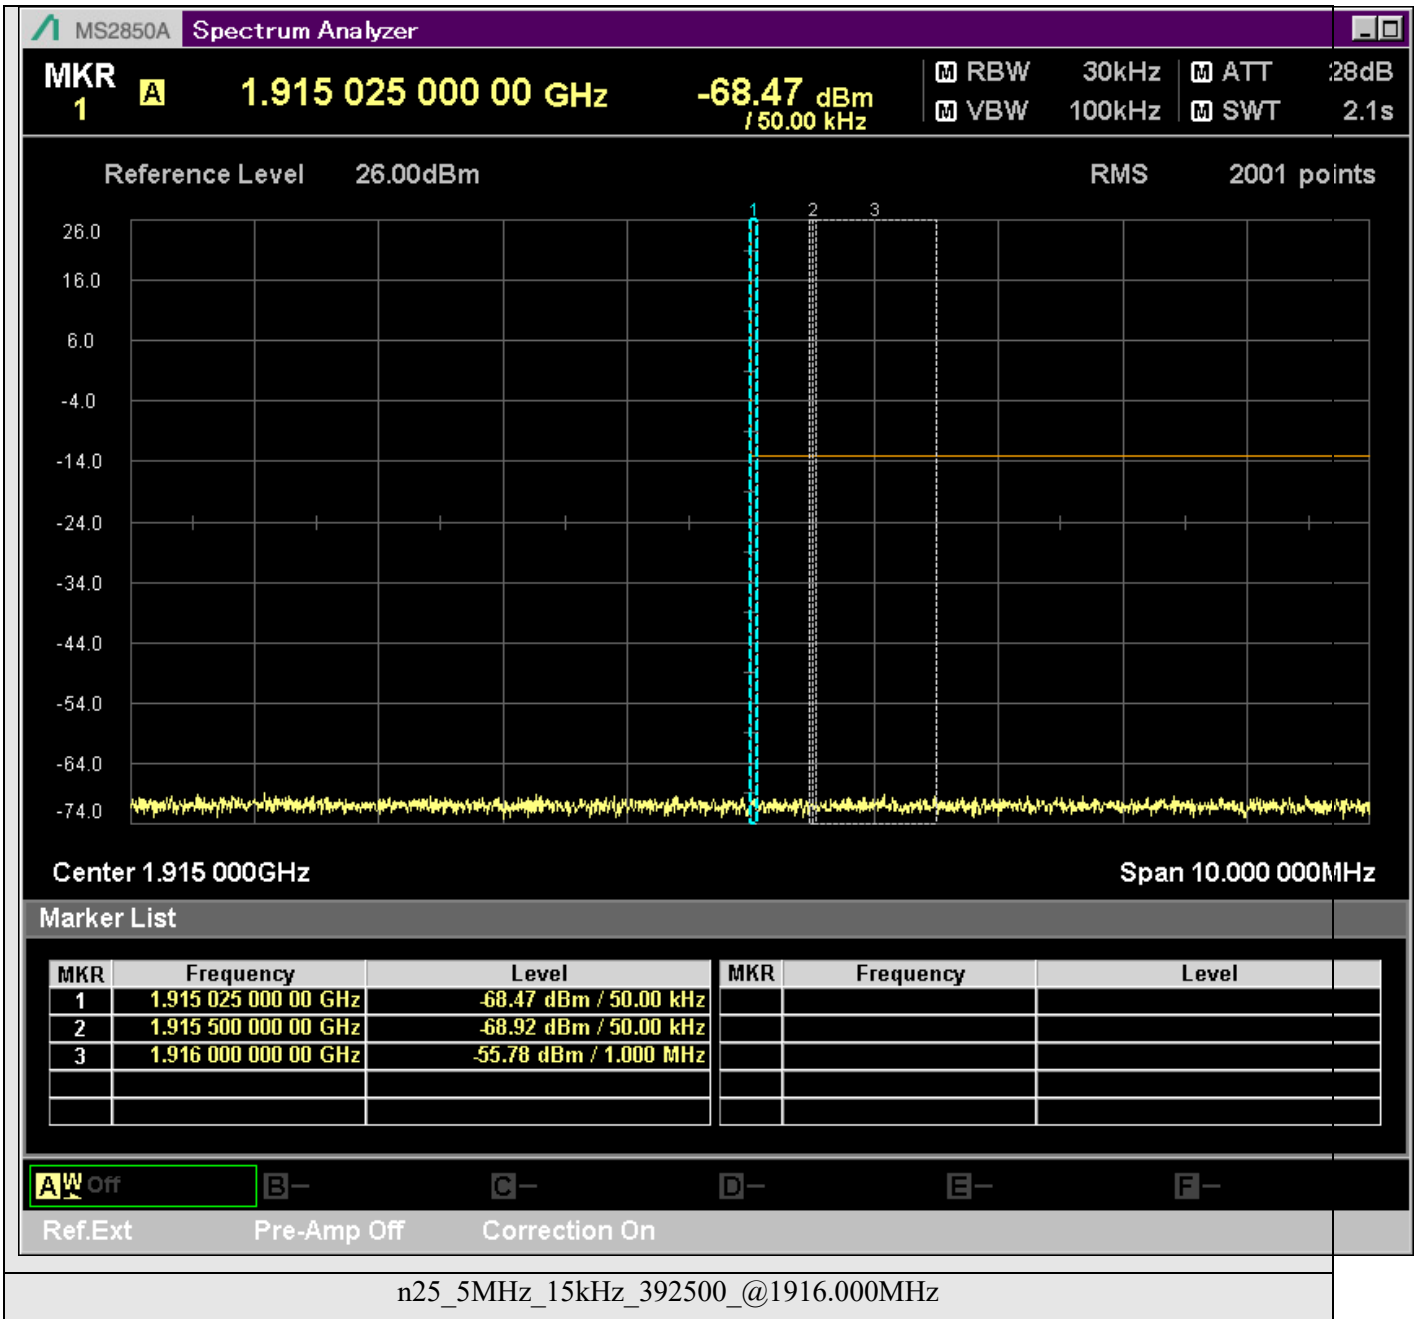 MS2850A Spectrum Analyzer
MKR 1 A 1.915 025 000 00 GHz -68.47 dBm / 50.00 kHz
M RBW 30kHz M ATT 28dB
M VBW 100kHz M SWT 2.1s
Reference Level 26.00dBm RMS 2001 points
1 2 3
26.0
16.0
6.0
-4.0
-14.0
-24.0
-34.0
-44.0
-54.0
-64.0
-74.0
Center 1.915 000GHz Span 10.000 000MHz
Marker List
MKR Frequency Level MKR Frequency Level
1 1.915 025 000 00 GHz -68.47 dBm / 50.00 kHz
2 1.915 500 000 00 GHz -68.92 dBm / 50.00 kHz
3 1.916 000 000 00 GHz -55.78 dBm / 1.000 MHz
A W Off B - C - D - E - F -
Ref.Ext Pre-Amp Off Correction On
n25_5MHz_15kHz_392500_@1916.000MHz